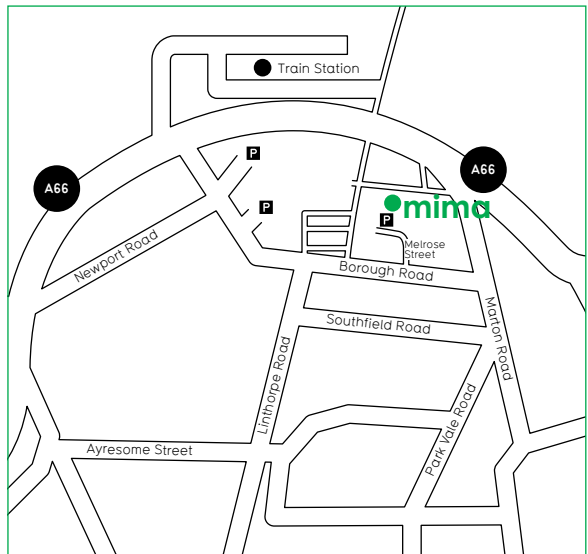 Train Station
P
A66
A66
P
mima
P
Melrose
Street
Newport Road
Borough Road
Southfield Road
Marton Road
Linthorpe Road
Park Vale Road
Ayresome Street